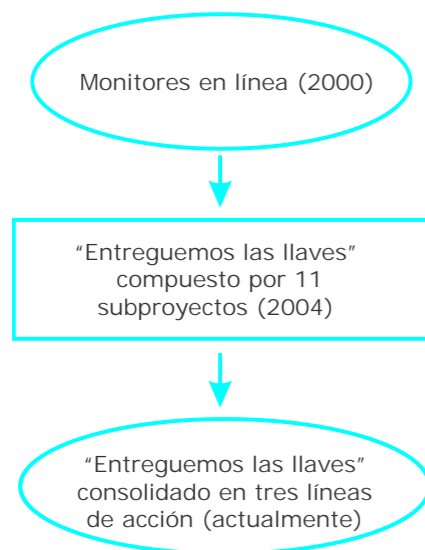 Monitores en línea (2000)
“Entreguemos las llaves”
compuesto por 11
subproyectos (2004)
“Entreguemos las llaves”
consolidado en tres líneas
de acción (actualmente)